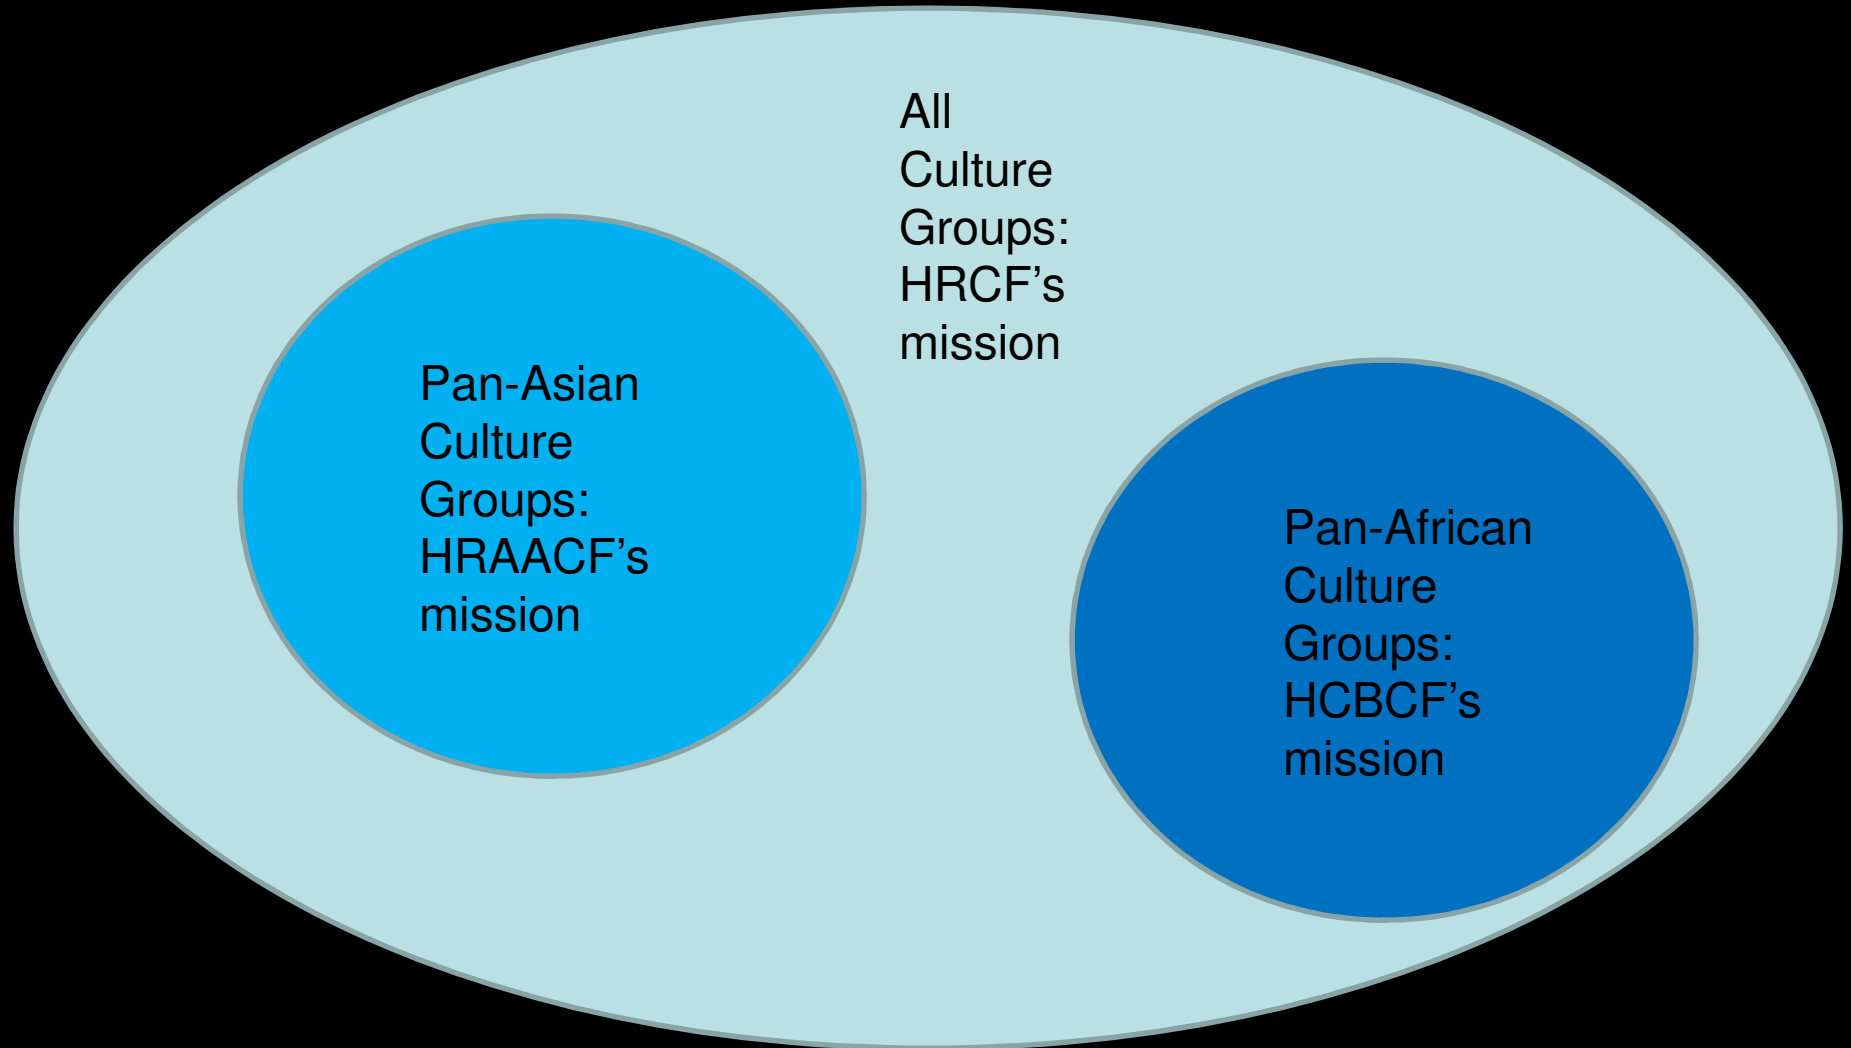 All
Culture
Groups:
HRCF’s
mission
Pan-Asian
Culture
Groups:
HRAACF’s
mission
Pan-African
Culture
Groups:
HCBCF’s
mission